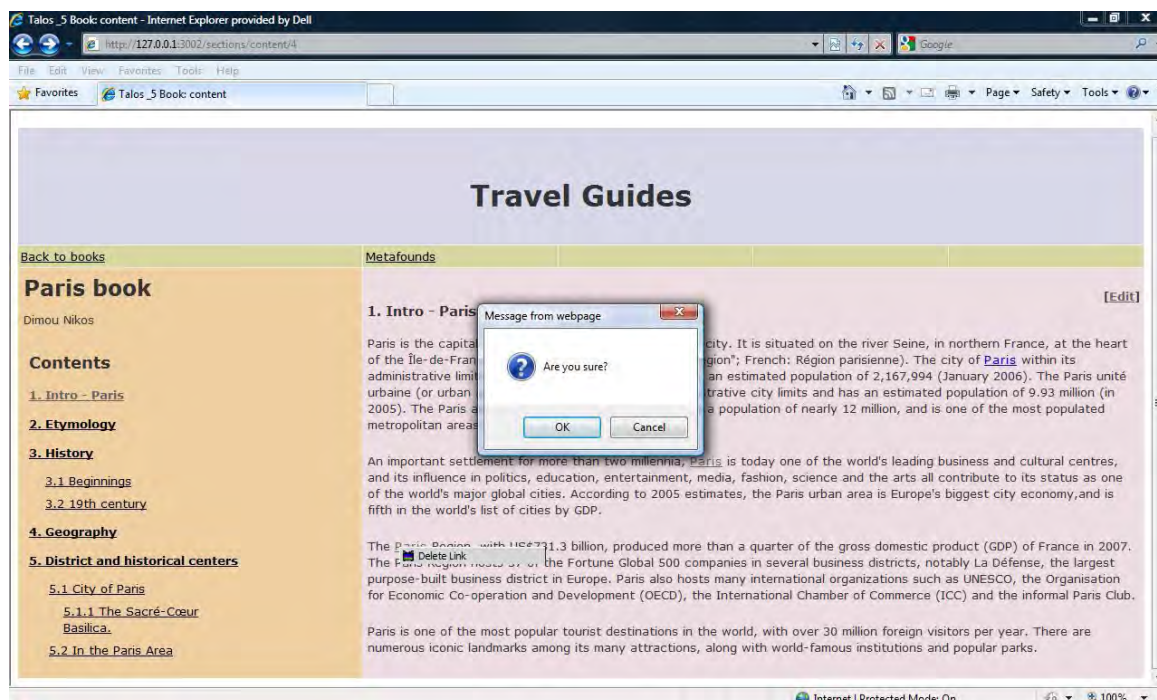 Talos _5 Book: content - Internet Explorer provided by Dell
http://127.0.0.1:3002/sections/content/4
Google
File Edit View Favorites Tools Help
Favorites Talos _5 Book: content
Page Safety Tools
Travel Guides
Back to books
Metafounds
Paris book
Dimou Nikos
Contents
1. Intro - Paris
2. Etymology
3. History
3.1 Beginnings
3.2 19th century
4. Geography
5. District and historical centers
5.1 City of Paris
5.1.1 The Sacré-Cœur
Basilica.
5.2 In the Paris Area
[Edit]
1. Intro - Paris
Paris is the capital city. It is situated on the river Seine, in northern France, at the heart
of the Île-de-Fran gion"; French: Région parisienne). The city of Paris within its
administrative limit an estimated population of 2,167,994 (January 2006). The Paris unité
urbaine (or urban trative city limits and has an estimated population of 9.93 million (in
2005). The Paris a a population of nearly 12 million, and is one of the most populated
metropolitan areas
An important settlement for more than two millennia, Paris is today one of the world's leading business and cultural centres,
and its influence in politics, education, entertainment, media, fashion, science and the arts all contribute to its status as one
of the world's major global cities. According to 2005 estimates, the Paris urban area is Europe's biggest city economy,and is
fifth in the world's list of cities by GDP.
The Paris Region, with US$731.3 billion, produced more than a quarter of the gross domestic product (GDP) of France in 2007.
The Paris Region hosts 37 of the Fortune Global 500 companies in several business districts, notably La Défense, the largest
purpose-built business district in Europe. Paris also hosts many international organizations such as UNESCO, the Organisation
for Economic Co-operation and Development (OECD), the International Chamber of Commerce (ICC) and the informal Paris Club.
Paris is one of the most popular tourist destinations in the world, with over 30 million foreign visitors per year. There are
numerous iconic landmarks among its many attractions, along with world-famous institutions and popular parks.
Message from webpage
Are you sure?
OK Cancel
Delete Link
Internet | Protected Mode: On 100%